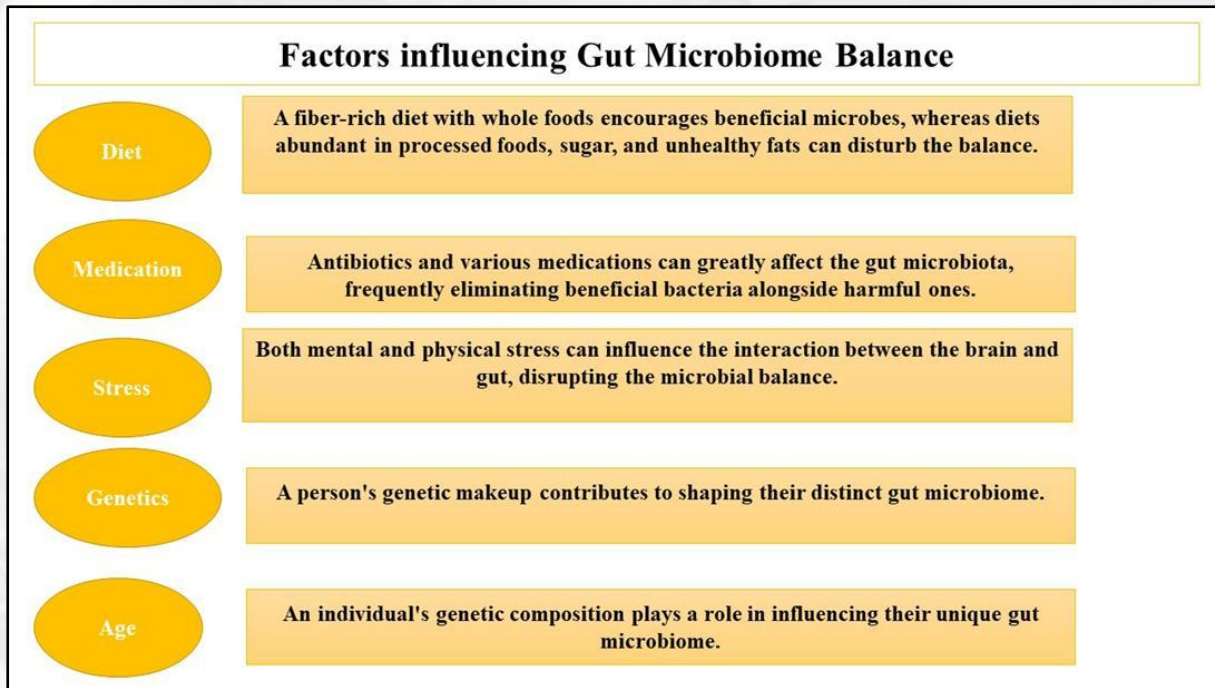 Factors influencing Gut Microbiome Balance
Diet
A fiber-rich diet with whole foods encourages beneficial microbes, whereas diets
abundant in processed foods, sugar, and unhealthy fats can disturb the balance.
Medication
Antibiotics and various medications can greatly affect the gut microbiota,
frequently eliminating beneficial bacteria alongside harmful ones.
Stress
Both mental and physical stress can influence the interaction between the brain and
gut, disrupting the microbial balance.
Genetics
A person's genetic makeup contributes to shaping their distinct gut microbiome.
Age
An individual's genetic composition plays a role in influencing their unique gut
microbiome.